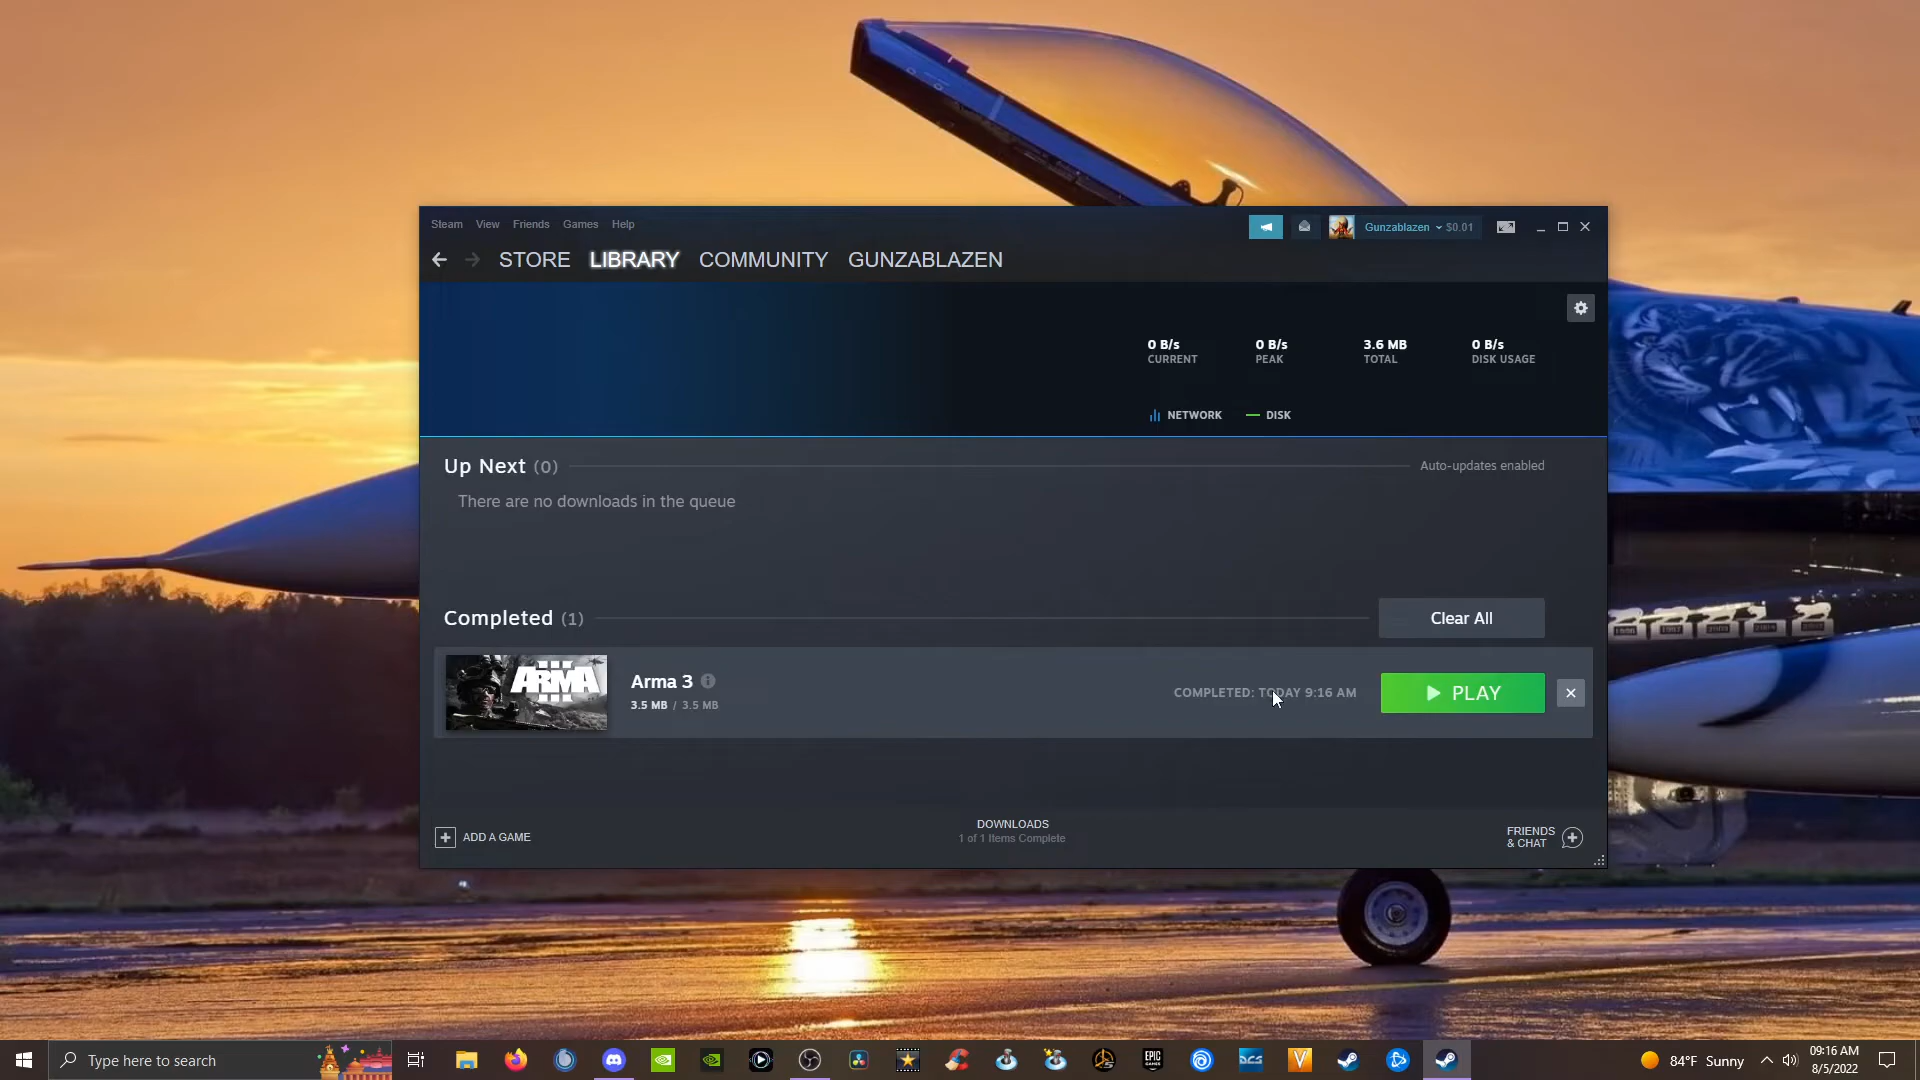 Steam View Friends Games Help
Gunzablazen $0.01
STORE LIBRARY COMMUNITY GUNZABLAZEN
0 B/s 0 B/s 3.6 MB 0 B/s
CURRENT PEAK TOTAL DISK USAGE
NETWORK DISK
Up Next (0) Auto-updates enabled
There are no downloads in the queue
Completed (1) Clear All
ARMA III
Arma 3
3.5 MB / 3.5 MB
COMPLETED: TODAY 9:16 AM
PLAY
ADD A GAME
DOWNLOADS
1 of 1 Items Complete
FRIENDS
& CHAT
Type here to search
EPIC
GAMES
DCS
84°F Sunny
09:16 AM
8/5/2022